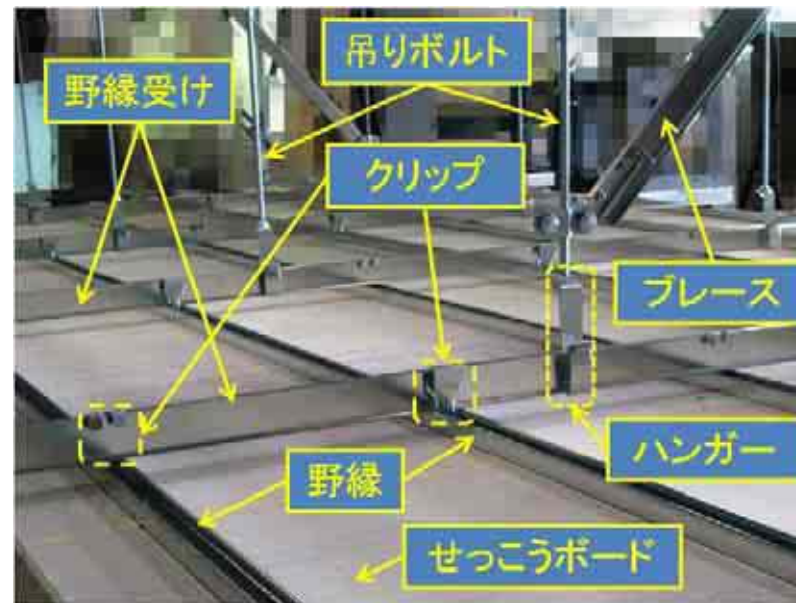 吊りボルト
野縁受け
クリップ
ブレース
ハンガー
野縁
せっこうボード